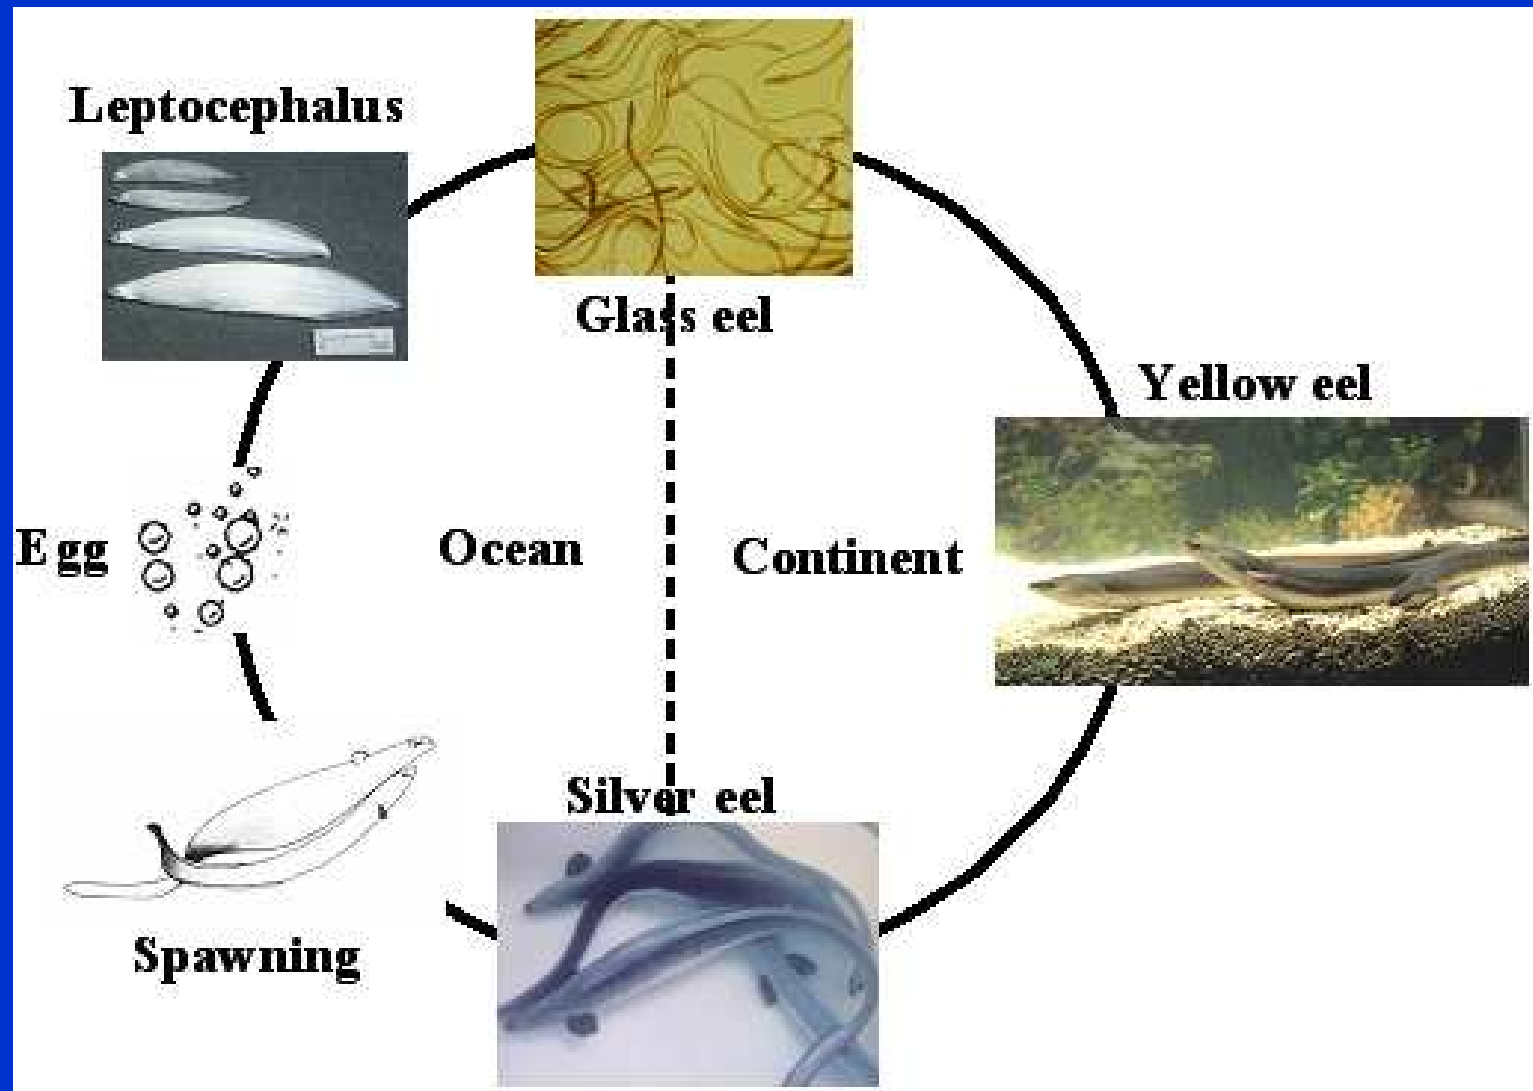 Leptocephalus
Glass eel
Yellow eel
Egg
Ocean
Continent
Silver eel
Spawning